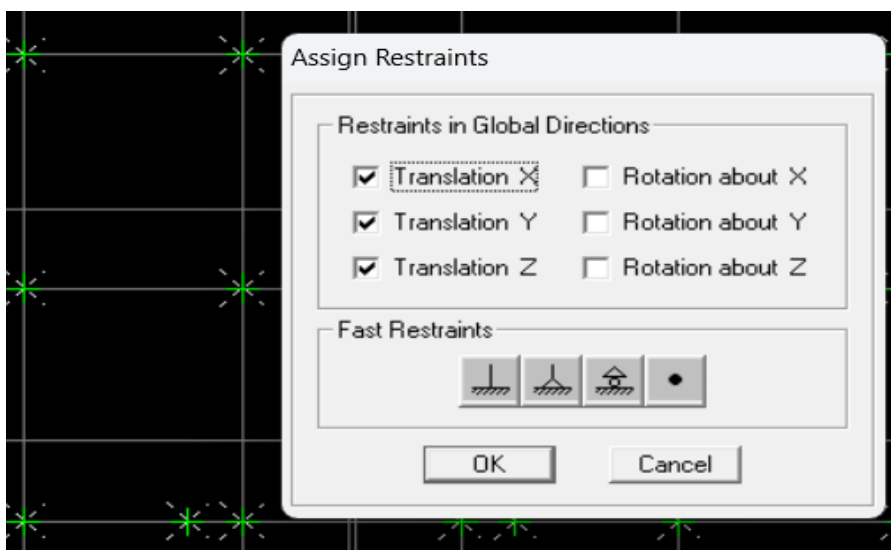 Assign Restraints
Restraints in Global Directions
Translation X Rotation about X
Translation Y Rotation about Y
Translation Z Rotation about Z
Fast Restraints
OK Cancel